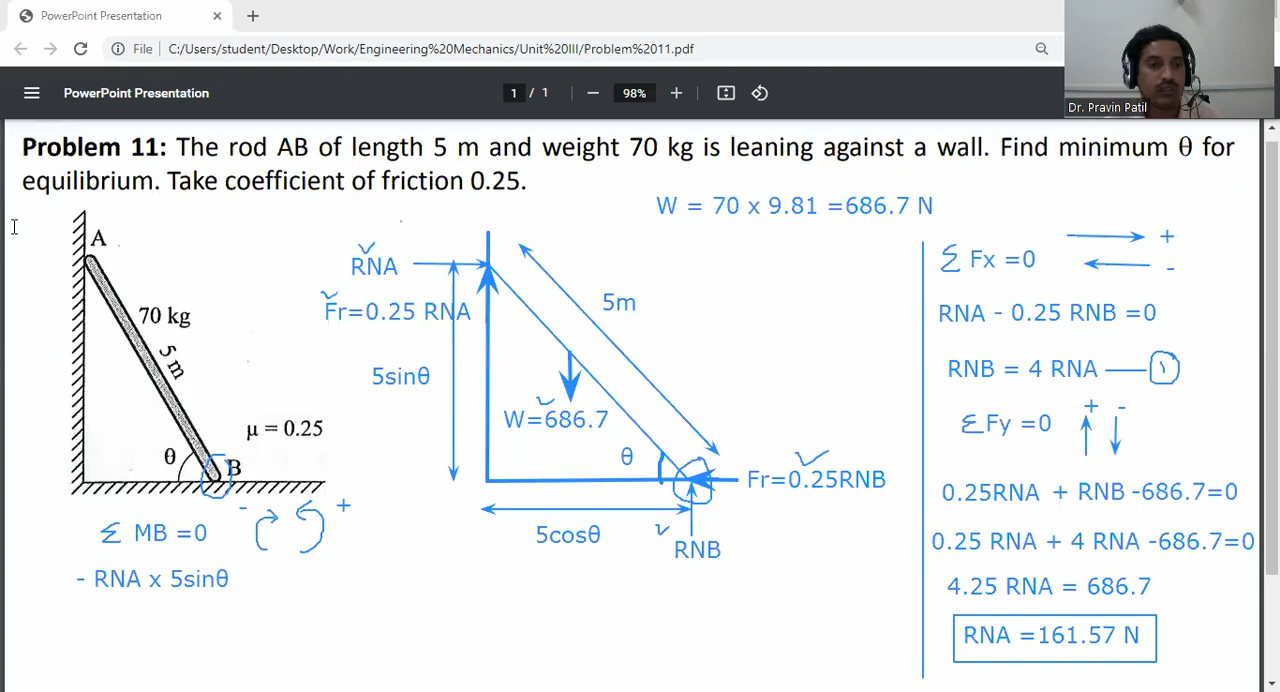 PowerPoint Presentation
File
C:/Users/student/Desktop/Work/Engineering%20Mechanics/Unit%20III/Problem%2011.pdf
PowerPoint Presentation
1 / 1
98%
Dr. Pravin Patil
Problem 11: The rod AB of length 5 m and weight 70 kg is leaning against a wall. Find minimum θ for
equilibrium. Take coefficient of friction 0.25.
A
70 kg
5 m
μ = 0.25
θ
B
Σ MB =0
- +
- RNA x 5sinθ
W = 70 x 9.81 =686.7 N
RNA
Fr=0.25 RNA
5m
5sinθ
W=686.7
θ
Fr=0.25RNB
5cosθ
RNB
Σ Fx =0
+
-
RNA - 0.25 RNB =0
RNB = 4 RNA 1
ΣFy =0
+ -
0.25RNA + RNB -686.7=0
0.25 RNA + 4 RNA -686.7=0
4.25 RNA = 686.7
RNA =161.57 N